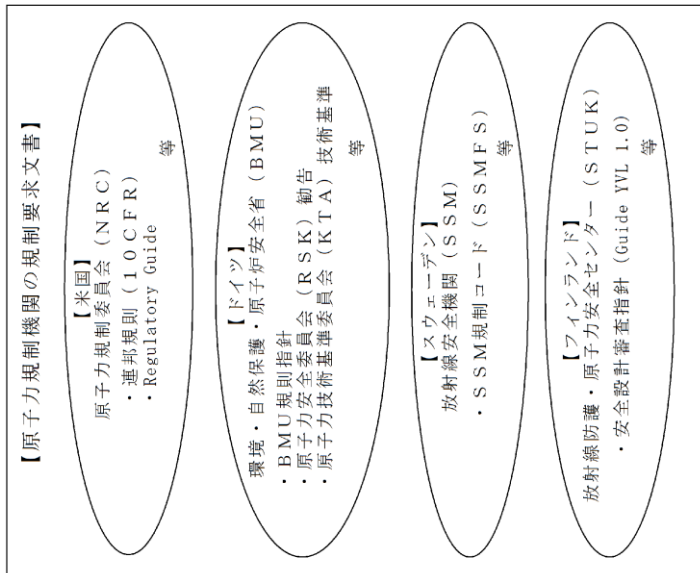 【原子力規制機関の規制要求文書】
【米国】
原子力規制委員会（NRC）
・連邦規則（10CFR）
・Regulatory Guide
等
【ドイツ】
環境・自然保護・原子炉安全省（BMU）
・BMU規則指針
・原子力安全委員会（RSK）勧告
・原子力技術基準委員会（KTA）技術基準
等
【スウェーデン】
放射線安全機関（SSM）
・SSM規制コード（SSMFS）
等
【フィンランド】
放射線防護・原子力安全センター（STUK）
・安全設計審査指針（Guide YVL 1.0）
等